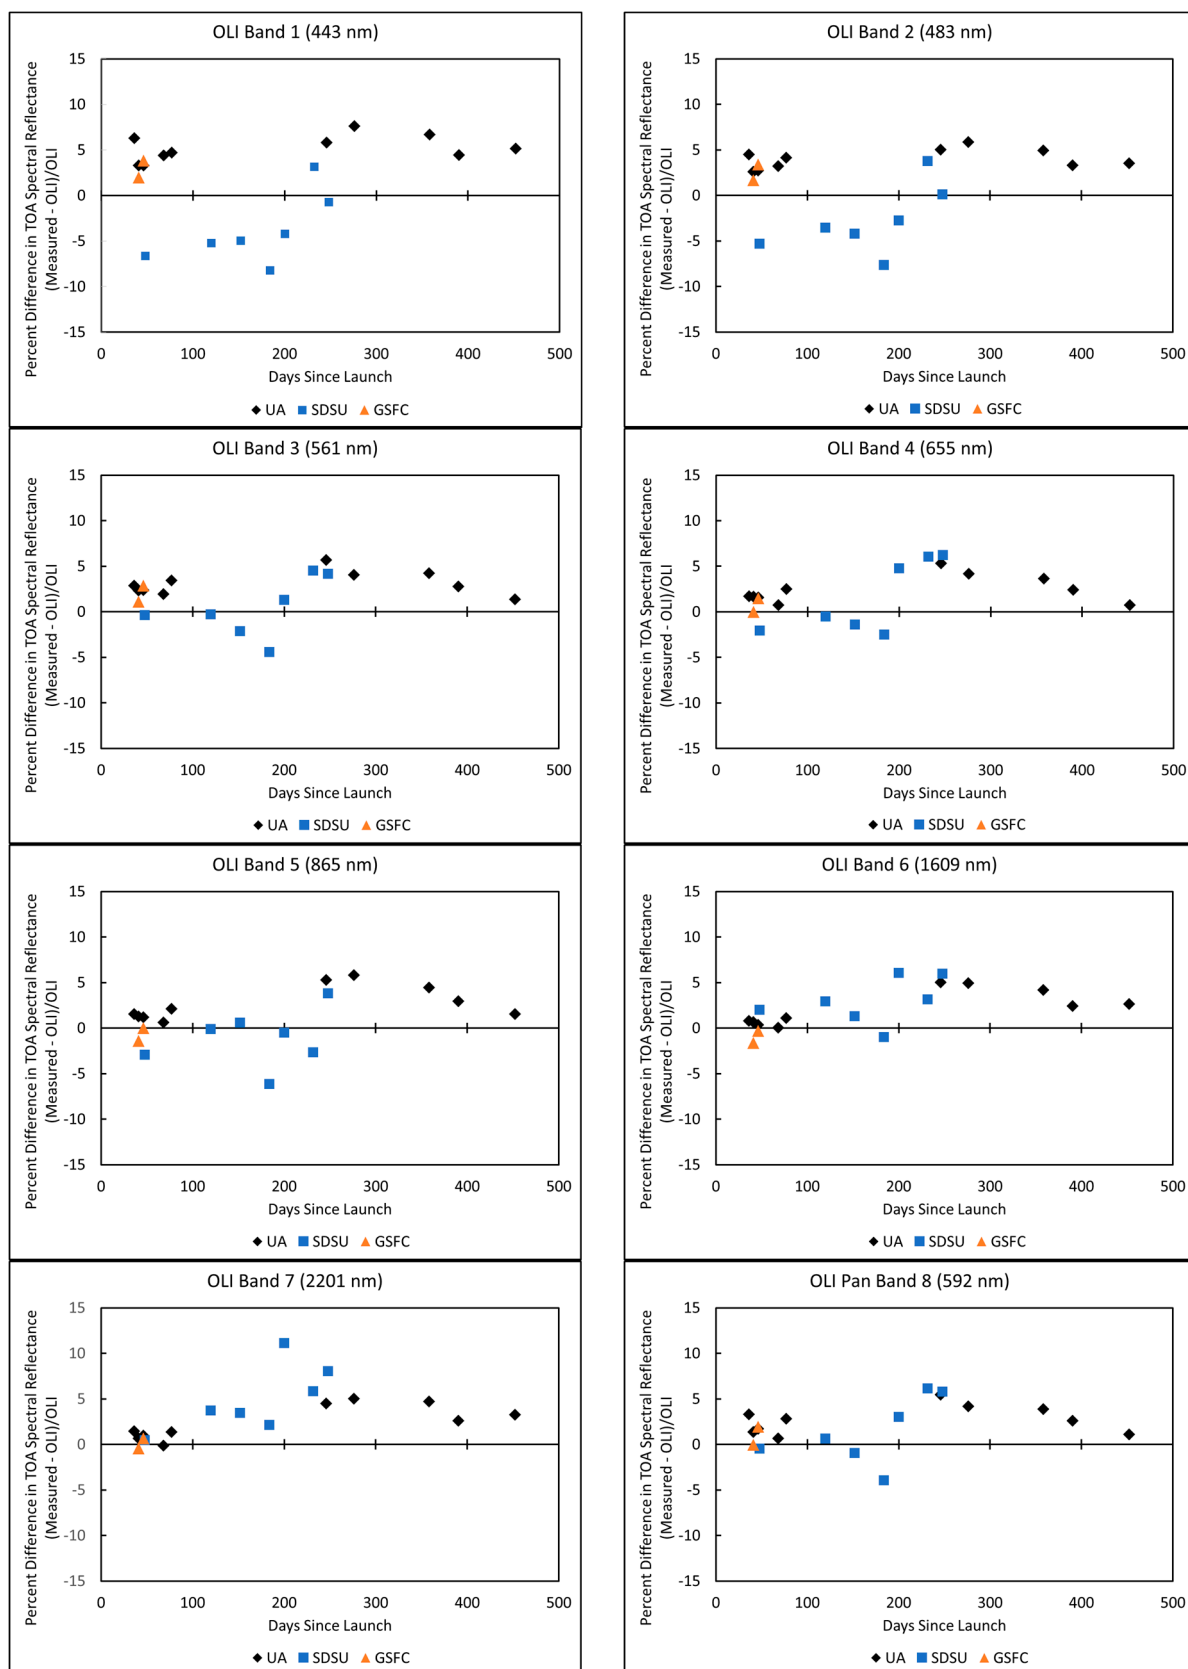 OLI Band 1 (443 nm)
Percent Difference in TOA Spectral Reflectance
(Measured - OLI)/OLI
15
10
5
0
-5
-10
-15
0 100 200 300 400 500
Days Since Launch
UA SDSU GSFC
OLI Band 2 (483 nm)
Percent Difference in TOA Spectral Reflectance
(Measured - OLI)/OLI
15
10
5
0
-5
-10
-15
0 100 200 300 400 500
Days Since Launch
UA SDSU GSFC
OLI Band 3 (561 nm)
Percent Difference in TOA Spectral Reflectance
(Measured - OLI)/OLI
15
10
5
0
-5
-10
-15
0 100 200 300 400 500
Days Since Launch
UA SDSU GSFC
OLI Band 4 (655 nm)
Percent Difference in TOA Spectral Reflectance
(Measured - OLI)/OLI
15
10
5
0
-5
-10
-15
0 100 200 300 400 500
Days Since Launch
UA SDSU GSFC
OLI Band 5 (865 nm)
Percent Difference in TOA Spectral Reflectance
(Measured - OLI)/OLI
15
10
5
0
-5
-10
-15
0 100 200 300 400 500
Days Since Launch
UA SDSU GSFC
OLI Band 6 (1609 nm)
Percent Difference in TOA Spectral Reflectance
(Measured - OLI)/OLI
15
10
5
0
-5
-10
-15
0 100 200 300 400 500
Days Since Launch
UA SDSU GSFC
OLI Band 7 (2201 nm)
Percent Difference in TOA Spectral Reflectance
(Measured - OLI)/OLI
15
10
5
0
-5
-10
-15
0 100 200 300 400 500
Days Since Launch
UA SDSU GSFC
OLI Pan Band 8 (592 nm)
Percent Difference in TOA Spectral Reflectance
(Measured - OLI)/OLI
15
10
5
0
-5
-10
-15
0 100 200 300 400 500
Days Since Launch
UA SDSU GSFC